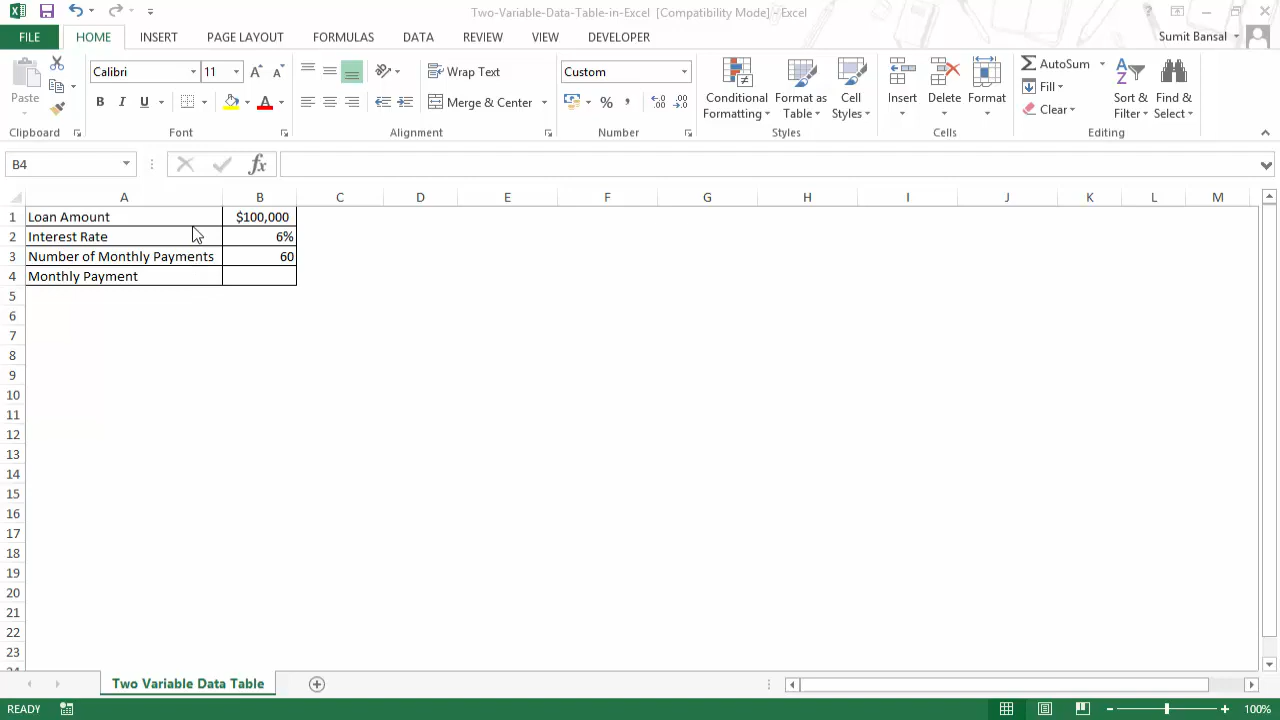 Two-Variable-Data-Table-in-Excel [Compatibility Mode] - Excel
?
FILE HOME INSERT PAGE LAYOUT FORMULAS DATA REVIEW VIEW DEVELOPER Sumit Bansal
Paste
Calibri 11
B I U A
Wrap Text
Merge & Center
Custom
% ,
Conditional Formatting
Format as Table
Cell Styles
Insert
Delete
Format
AutoSum
Fill
Clear
Sort & Filter
Find & Select
Clipboard Font Alignment Number Styles Cells Editing
B4 fx
A B C D E F G H I J K L M
1 Loan Amount $100,000
2 Interest Rate 6%
3 Number of Monthly Payments 60
4 Monthly Payment
5
6
7
8
9
10
11
12
13
14
15
16
17
18
19
20
21
22
23
24
Two Variable Data Table
READY 100%